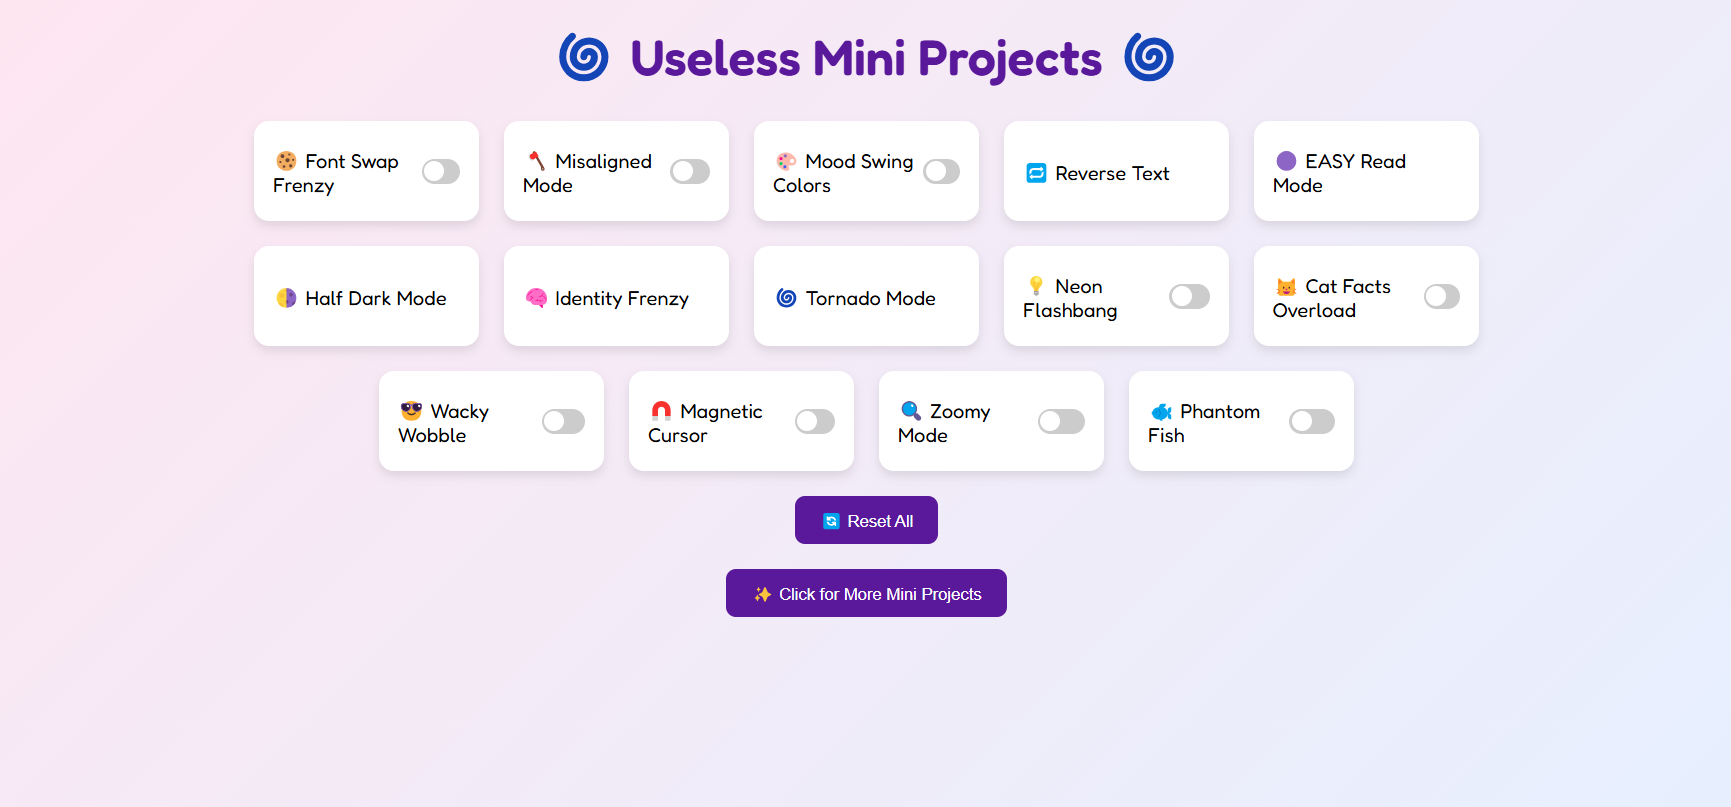 🌀 Useless Mini Projects 🌀
🍪 Font Swap
Frenzy
🪓 Misaligned
Mode
🎨 Mood Swing
Colors
🔁 Reverse Text
🟣 EASY Read
Mode
🌗 Half Dark Mode
🧠 Identity Frenzy
🌀 Tornado Mode
💡 Neon
Flashbang
🐱 Cat Facts
Overload
😎 Wacky
Wobble
🧲 Magnetic
Cursor
🔍 Zoomy
Mode
🐟 Phantom
Fish
🔄 Reset All
✨ Click for More Mini Projects